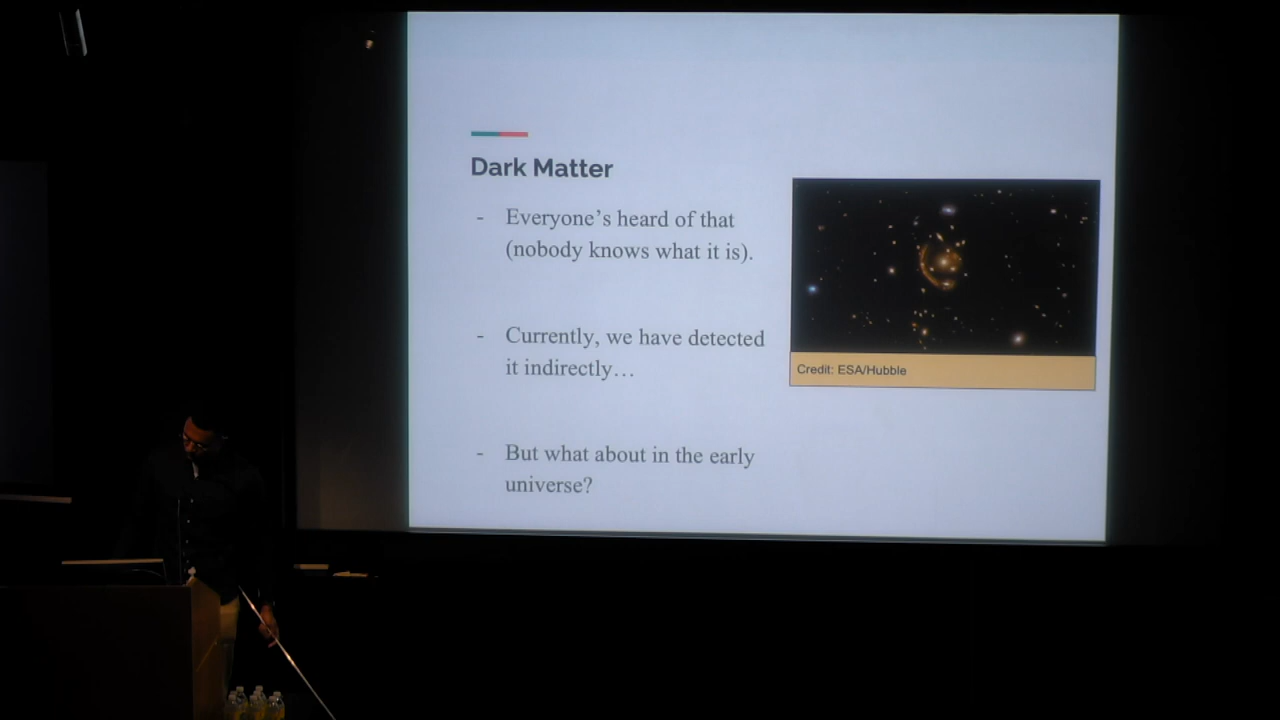 Dark Matter
- Everyone’s heard of that
(nobody knows what it is).
- Currently, we have detected
it indirectly…
- But what about in the early
universe?
Credit: ESA/Hubble